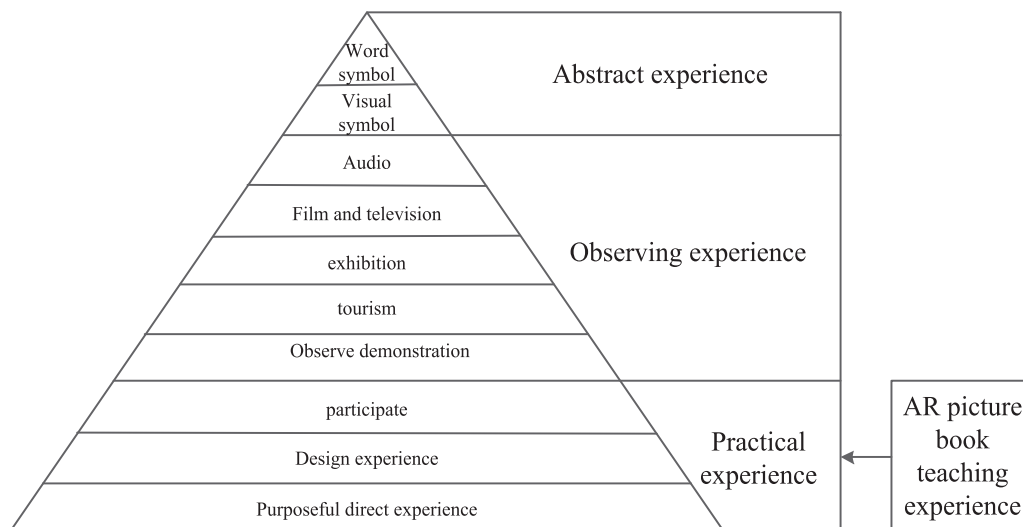 Word
symbol
Visual
symbol
Audio
Film and television
exhibition
tourism
Observe demonstration
participate
Design experience
Purposeful direct experience
Abstract experience
Observing experience
Practical
experience
AR picture
book
teaching
experience